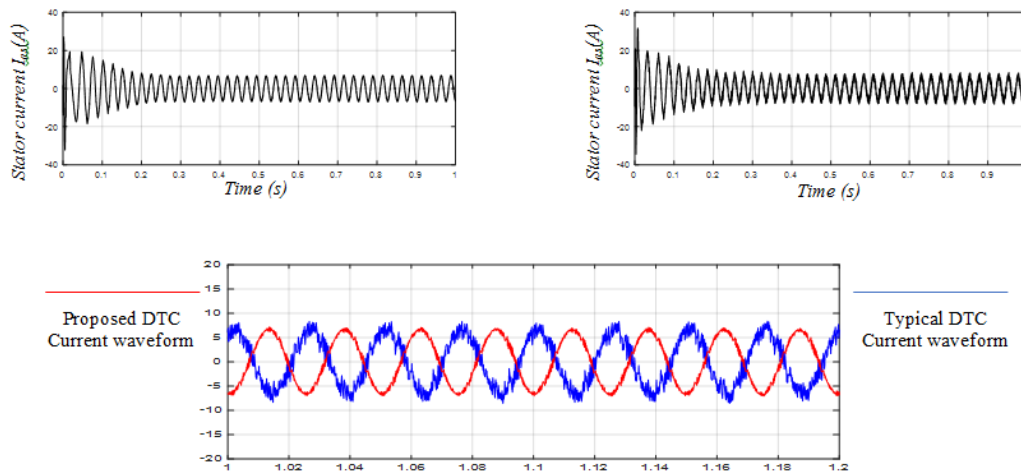 Stator current Ias(A)
40
20
0
-20
-40
0 0.1 0.2 0.3 0.4 0.5 0.6 0.7 0.8 0.9 1
Time (s)
Stator current Ias(A)
40
20
0
-20
-40
0 0.1 0.2 0.3 0.4 0.5 0.6 0.7 0.8 0.9
Time (s)
Proposed DTC
Current waveform
20
15
10
5
0
-5
-10
-15
-20
1 1.02 1.04 1.06 1.08 1.1 1.12 1.14 1.16 1.18 1.2
Typical DTC
Current waveform